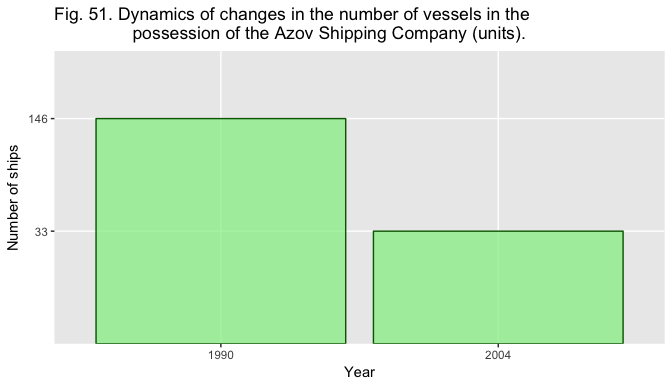 Fig. 51. Dynamics of changes in the number of vessels in the
possession of the Azov Shipping Company (units).
Number of ships
146
33
1990
2004
Year